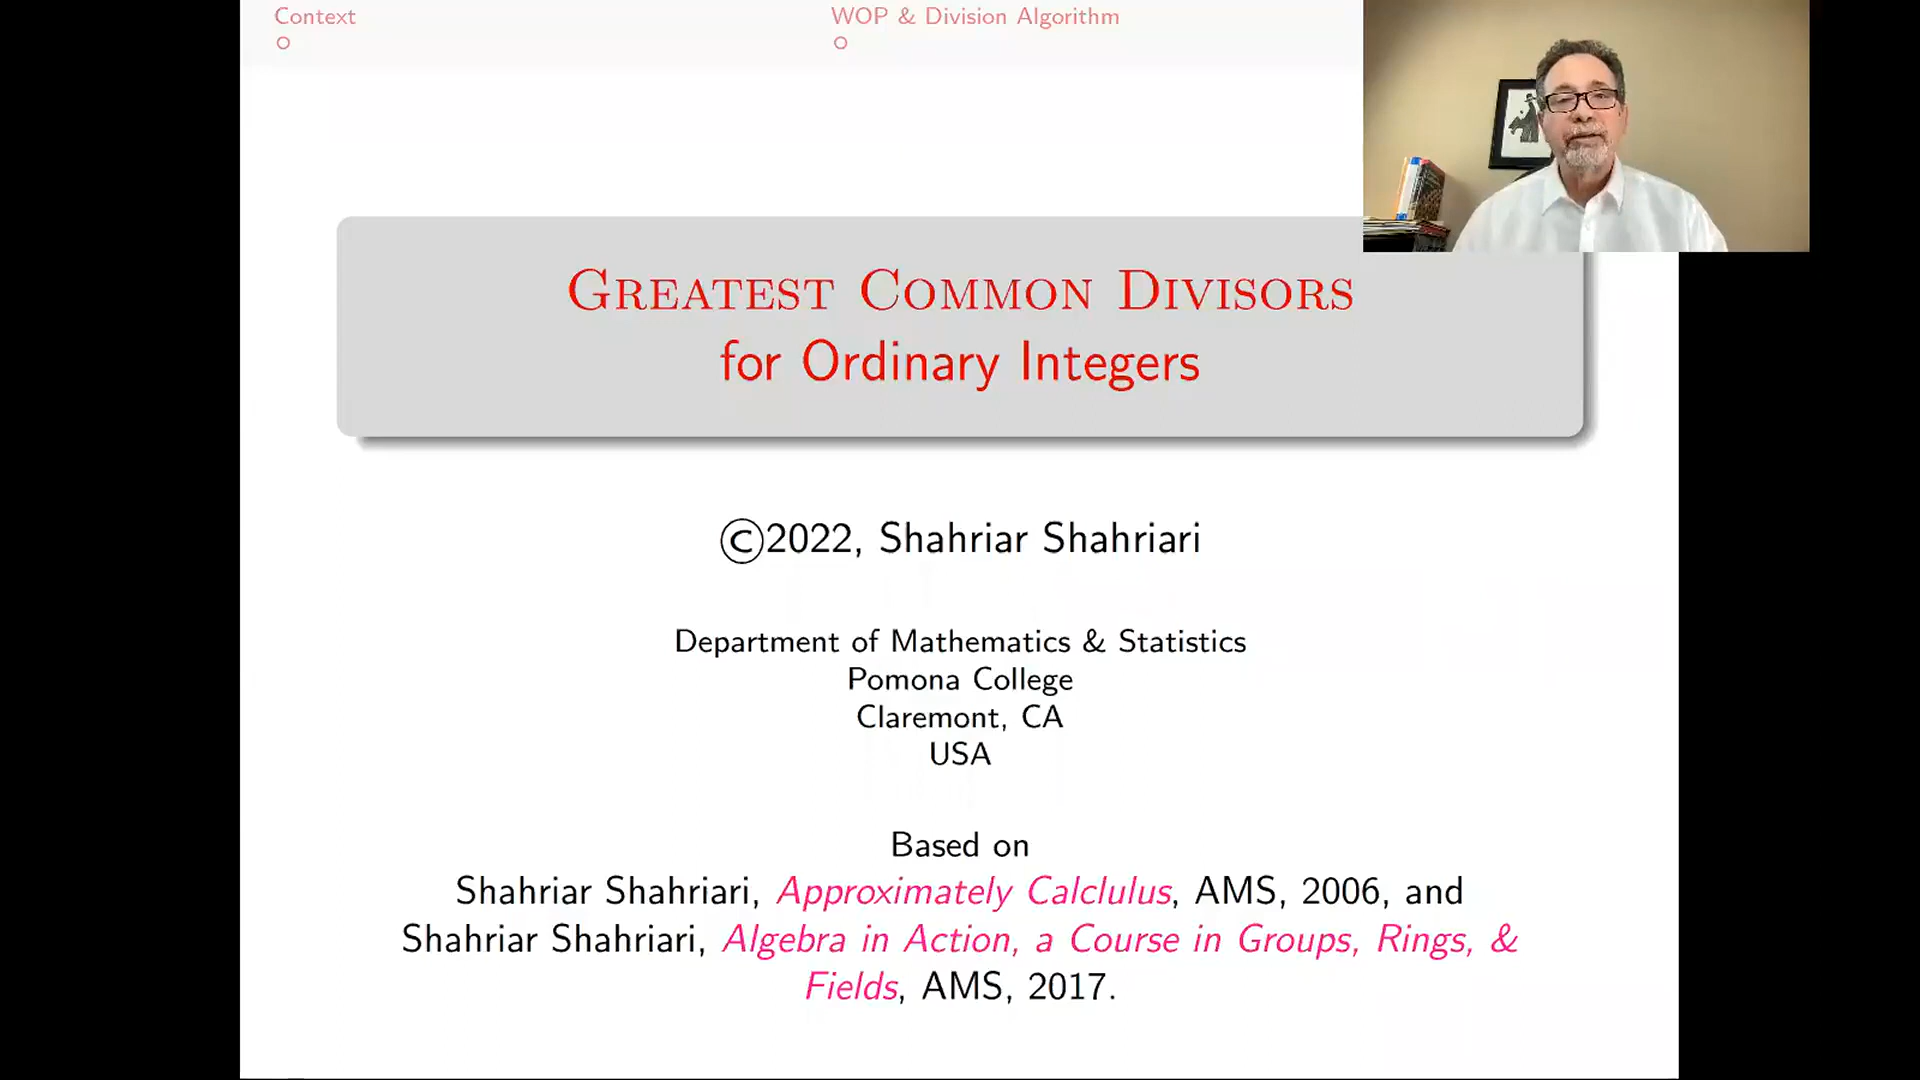 Context
WOP & Division Algorithm
GREATEST COMMON DIVISORS
for Ordinary Integers
©2022, Shahriar Shahriari
Department of Mathematics & Statistics
Pomona College
Claremont, CA
USA
Based on
Shahriar Shahriari, Approximately Calclulus, AMS, 2006, and
Shahriar Shahriari, Algebra in Action, a Course in Groups, Rings, &
Fields, AMS, 2017.